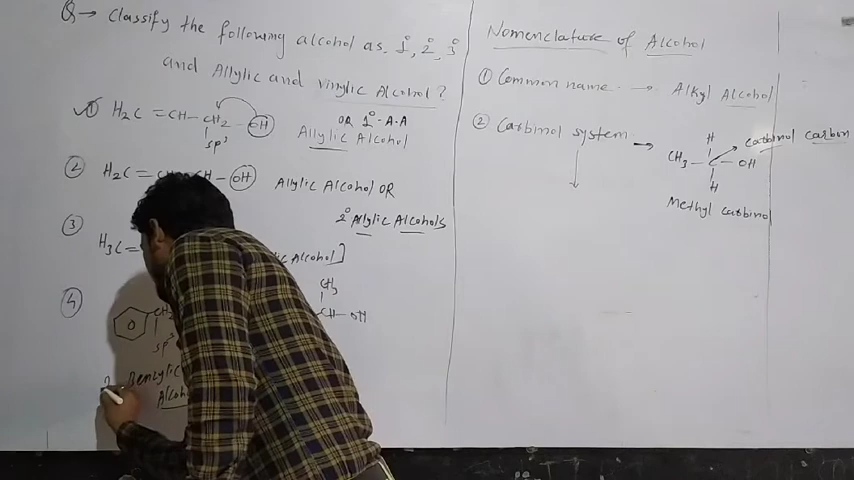 Q → Classify the following alcohol as. 1°, 2°, 3°
and Allylic and vinylic Alcohol?
① H2C = CH - CH2 - OH
sp³
OR 1°-A-A
Allylic Alcohol
② H2C = CH - OH
Allylic Alcohol OR
2° Allylic Alcohols
③ H3C =
Alcohol]
④ CH2
sp³
Benzylic
Alcoho
CH3
CH - OH
Nomenclature of Alcohol
① Common name. → Alkyl Alcohol
② Carbinol system →
H
CH3 - C - OH
H
Carbinol carbon
Methyl carbinol